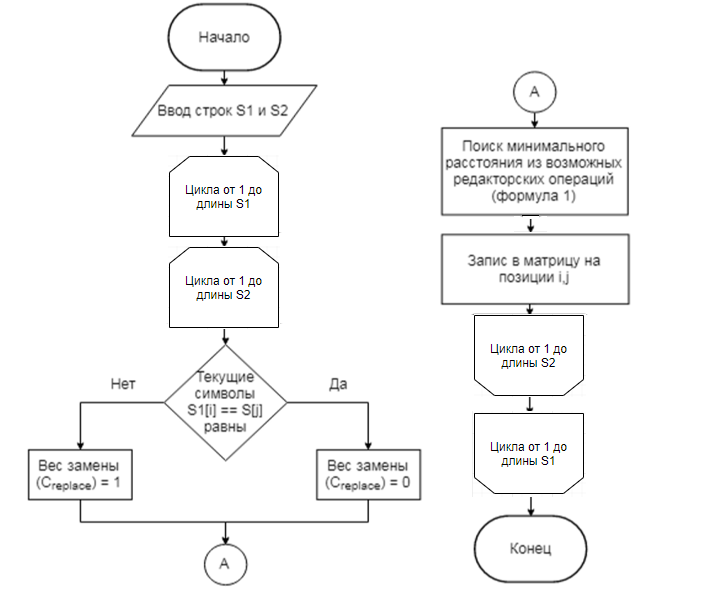 Начало
Ввод строк S1 и S2
Цикла от 1 до
длины S1
Цикла от 1 до
длины S2
Нет
Да
Текущие
символы
S1[i] == S[j]
равны
Вес замены
(Creplace) = 1
Вес замены
(Creplace) = 0
A
A
Поиск минимального
расстояния из возможных
редакторских операций
(формула 1)
Запис в матрицу на
позиции i,j
Цикла от 1 до
длины S2
Цикла от 1 до
длины S1
Конец